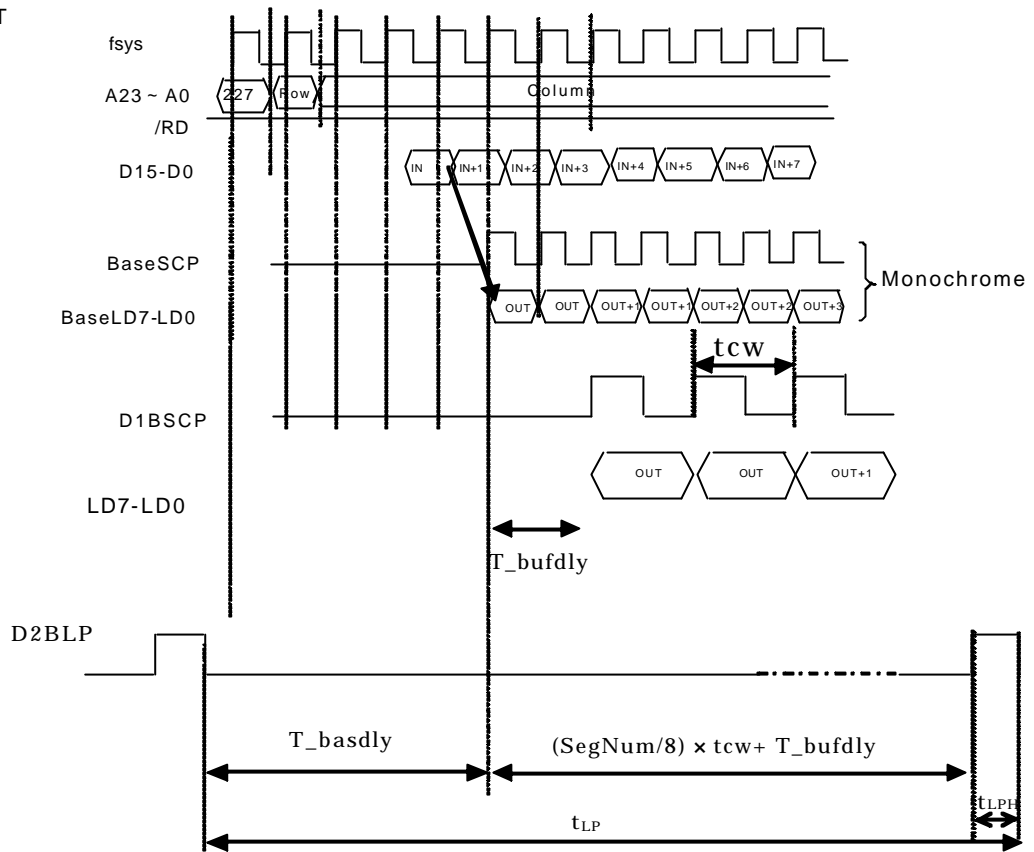 T
fsys
A23 ~ A0 227 Row Column
/RD
D15-D0 IN IN+1 IN+2 IN+3 IN+4 IN+5 IN+6 IN+7
BaseSCP
Monochrome
BaseLD7-LD0 OUT OUT OUT+1 OUT+1 OUT+2 OUT+2 OUT+3
tcw
D1BSCP
OUT OUT OUT+1
LD7-LD0
T_bufdly
D2BLP
T_basdly (SegNum/8) × tcw+ T_bufdly
tLPH
tLP